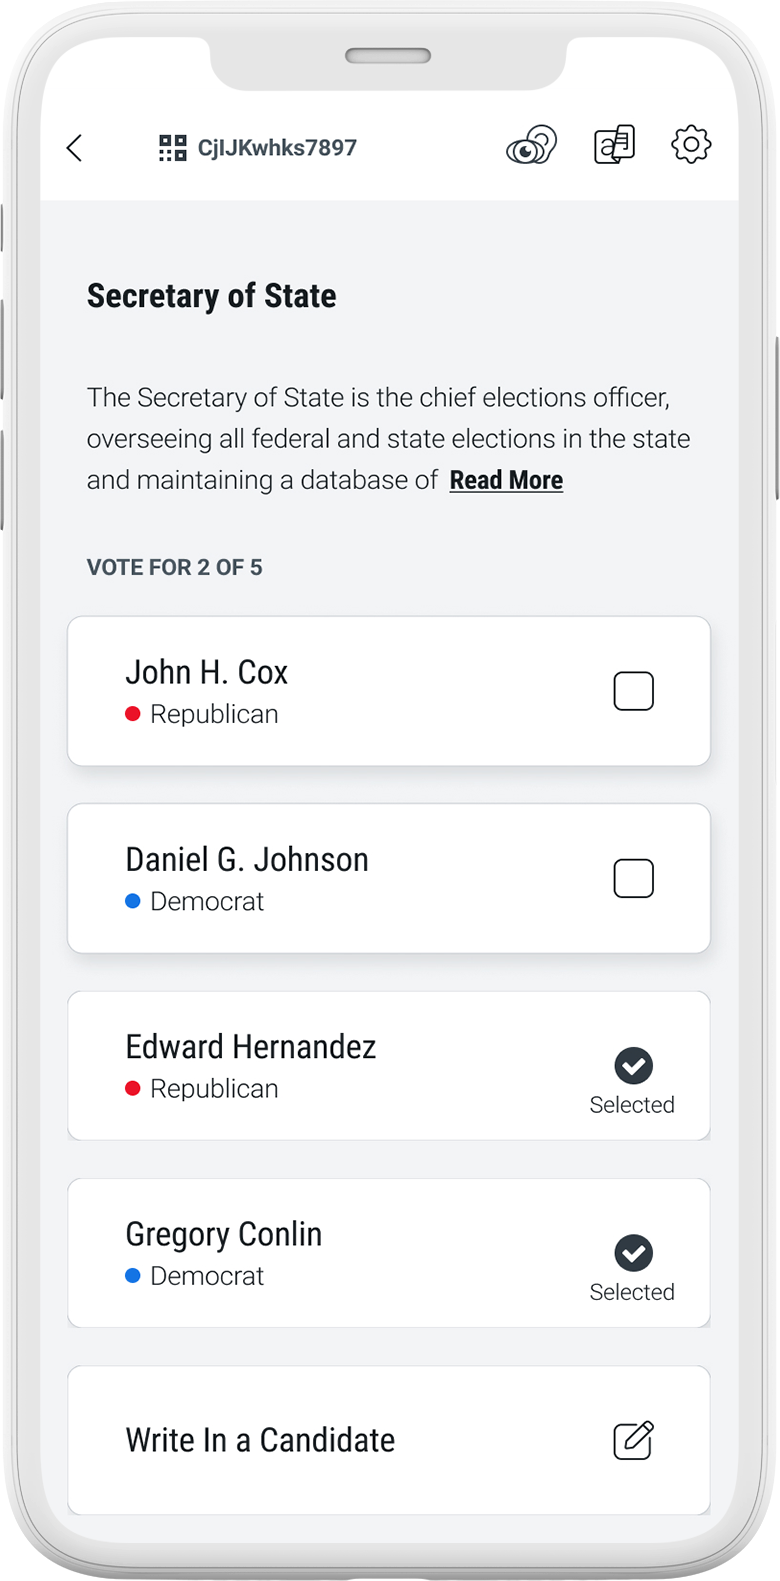 CjIJKwhks7897
Secretary of State
The Secretary of State is the chief elections officer,
overseeing all federal and state elections in the state
and maintaining a database of Read More
VOTE FOR 2 OF 5
John H. Cox
Republican
Daniel G. Johnson
Democrat
Edward Hernandez
Republican
Selected
Gregory Conlin
Democrat
Selected
Write In a Candidate